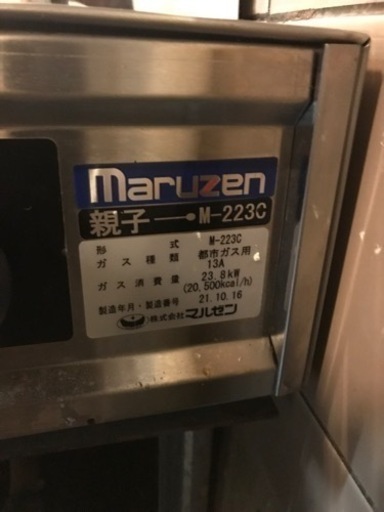 maruzen
親子 M-223C
形式 M-223C
ガス種類 都市ガス用
13A
ガス消費量 23.8kW
(20,500kcal/h)
製造年月・製造番号 21.10.16
株式会社マルゼン